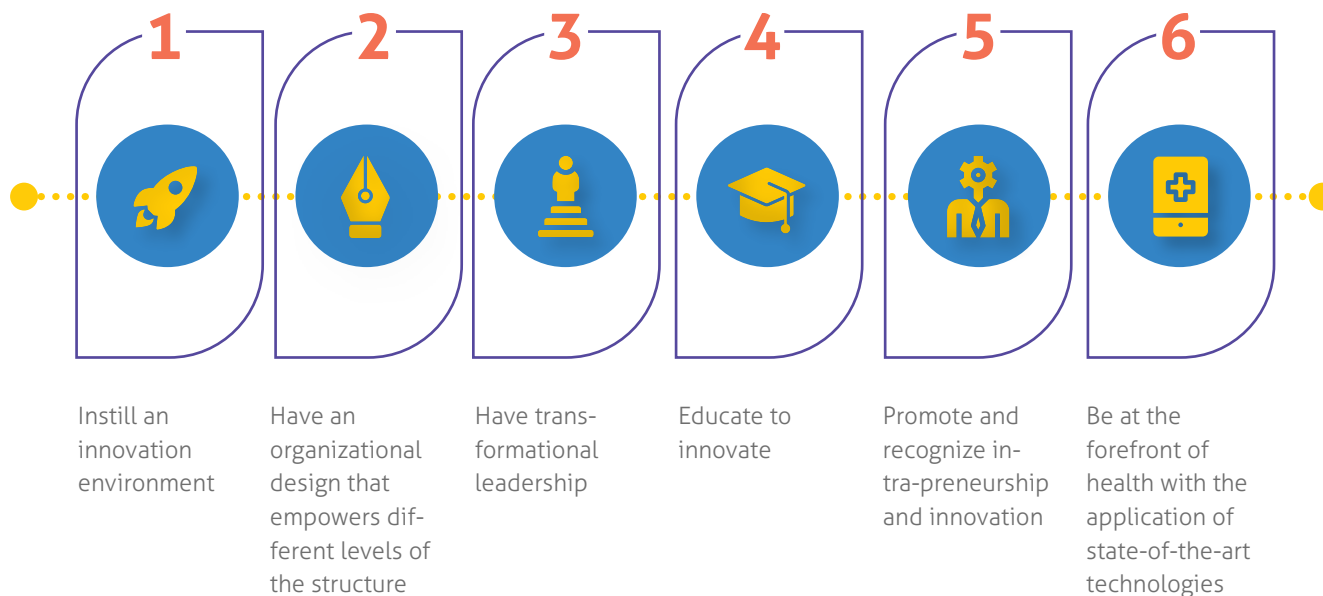 1
2
3
4
5
6
Instill an
innovation
environment
Have an
organizational
design that
empowers dif-
ferent levels of
the structure
Have trans-
formational
leadership
Educate to
innovate
Promote and
recognize in-
tra-preneurship
and innovation
Be at the
forefront of
health with the
application of
state-of-the-art
technologies